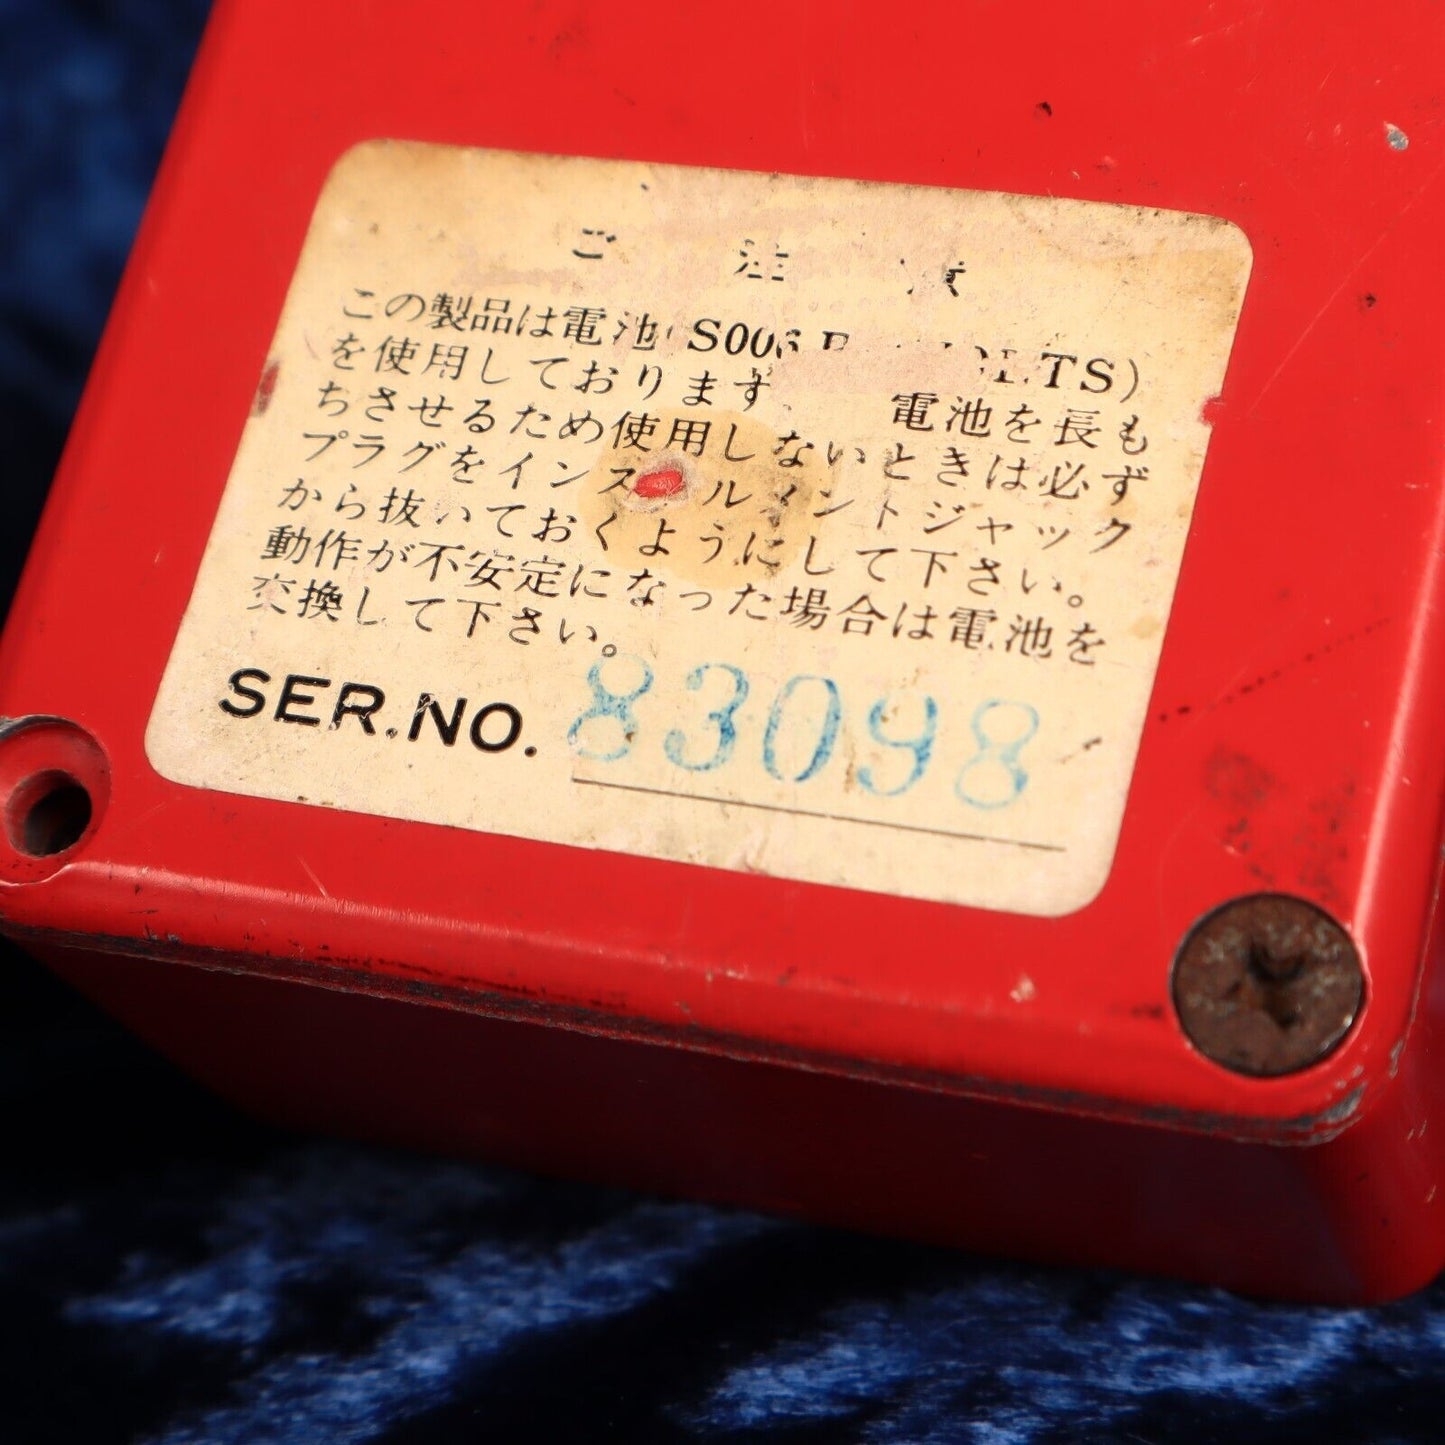 ご注意
この製品は電池(S006P VOLTS)
を使用しております。電池を長も
ちさせるため使用しないときは必ず
プラグをインスルメントジャック
から抜いておくようにして下さい。
動作が不安定になった場合は電池を
交換して下さい。
SER.NO. 83098